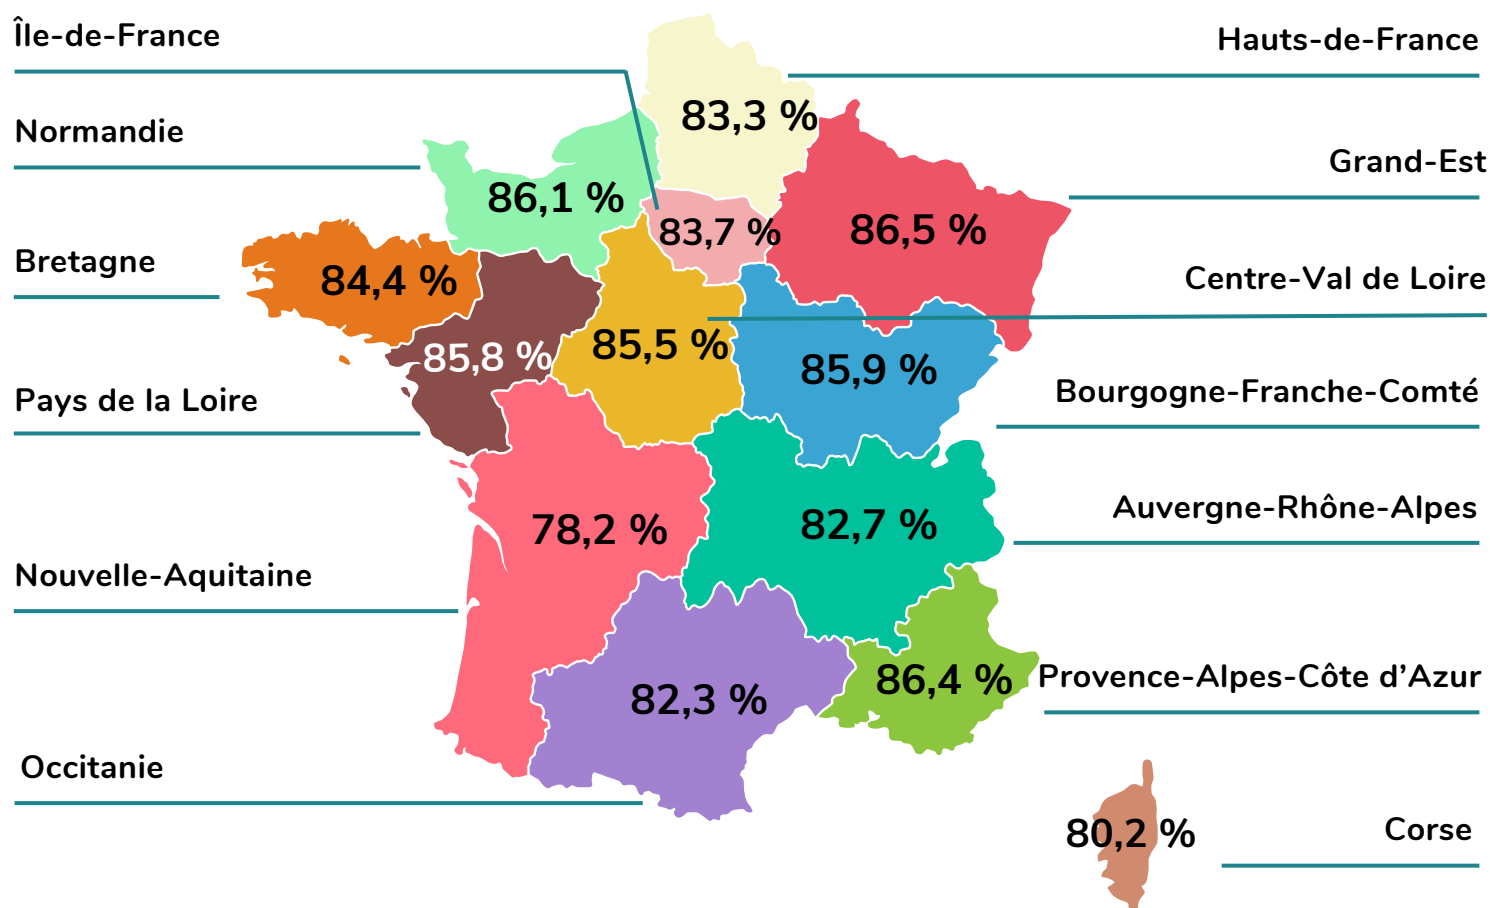 Île-de-France
Hauts-de-France
83,3 %
Normandie
Grand-Est
86,1 %
83,7 %
86,5 %
Bretagne
84,4 %
Centre-Val de Loire
85,8 %
85,5 %
85,9 %
Pays de la Loire
Bourgogne-Franche-Comté
78,2 %
82,7 %
Auvergne-Rhône-Alpes
Nouvelle-Aquitaine
82,3 %
86,4 %
Provence-Alpes-Côte d’Azur
Occitanie
80,2 %
Corse